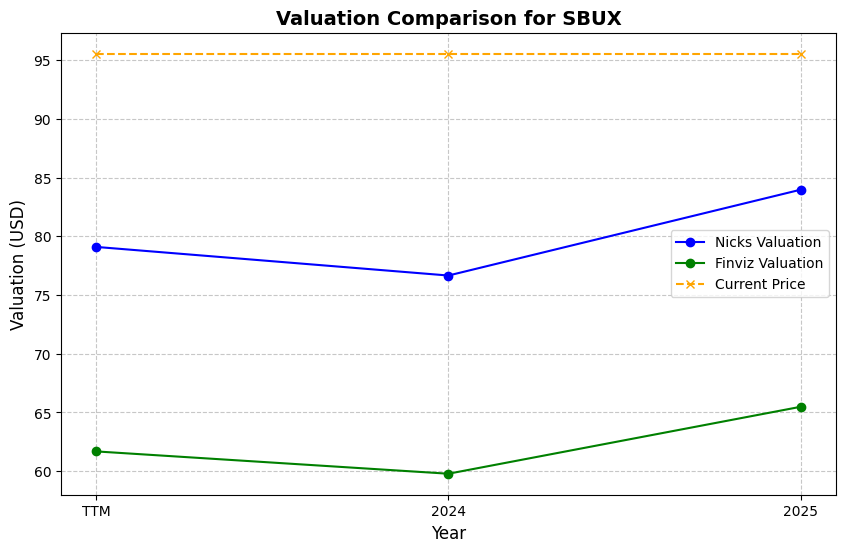 Valuation Comparison for SBUX
Valuation (USD)
95
90
85
80
75
70
65
60
Nicks Valuation
Finviz Valuation
Current Price
TTM
2024
2025
Year